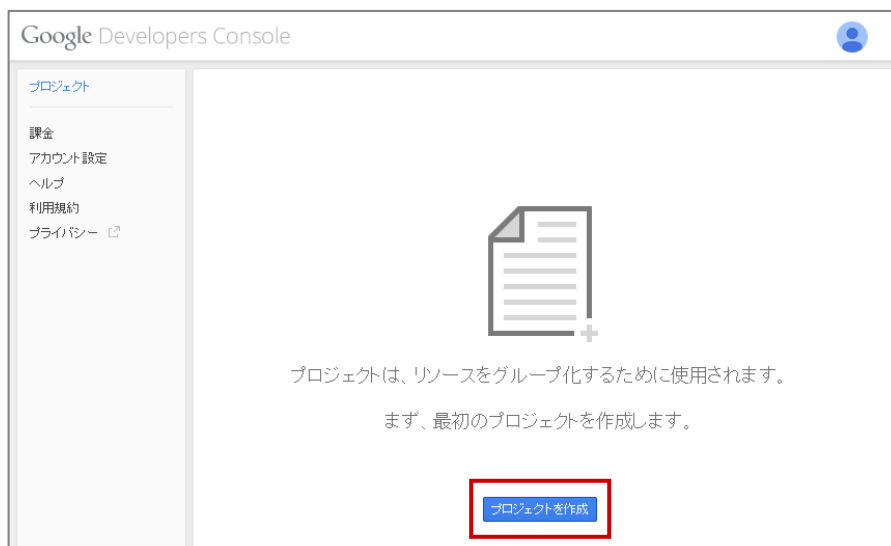 Google Developers Console
プロジェクト
課金
アカウント設定
ヘルプ
利用規約
プライバシー
プロジェクトは、リソースをグループ化するために使用されます。
まず、最初のプロジェクトを作成します。
プロジェクトを作成